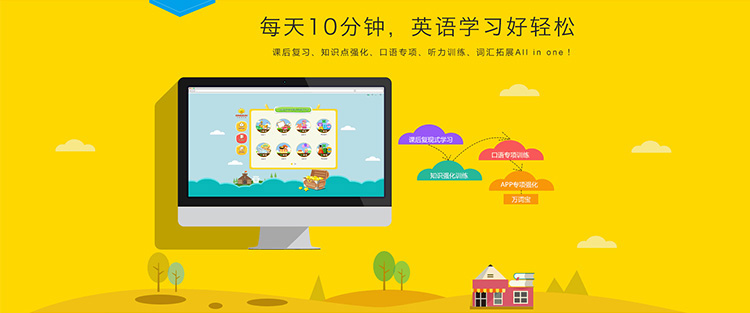 每天10分钟，英语学习好轻松
课后复习、知识点强化、口语专项、听力训练、词汇拓展All in one！
课后复现式学习
口语专项训练
知识强化训练
APP专项强化
万词宝